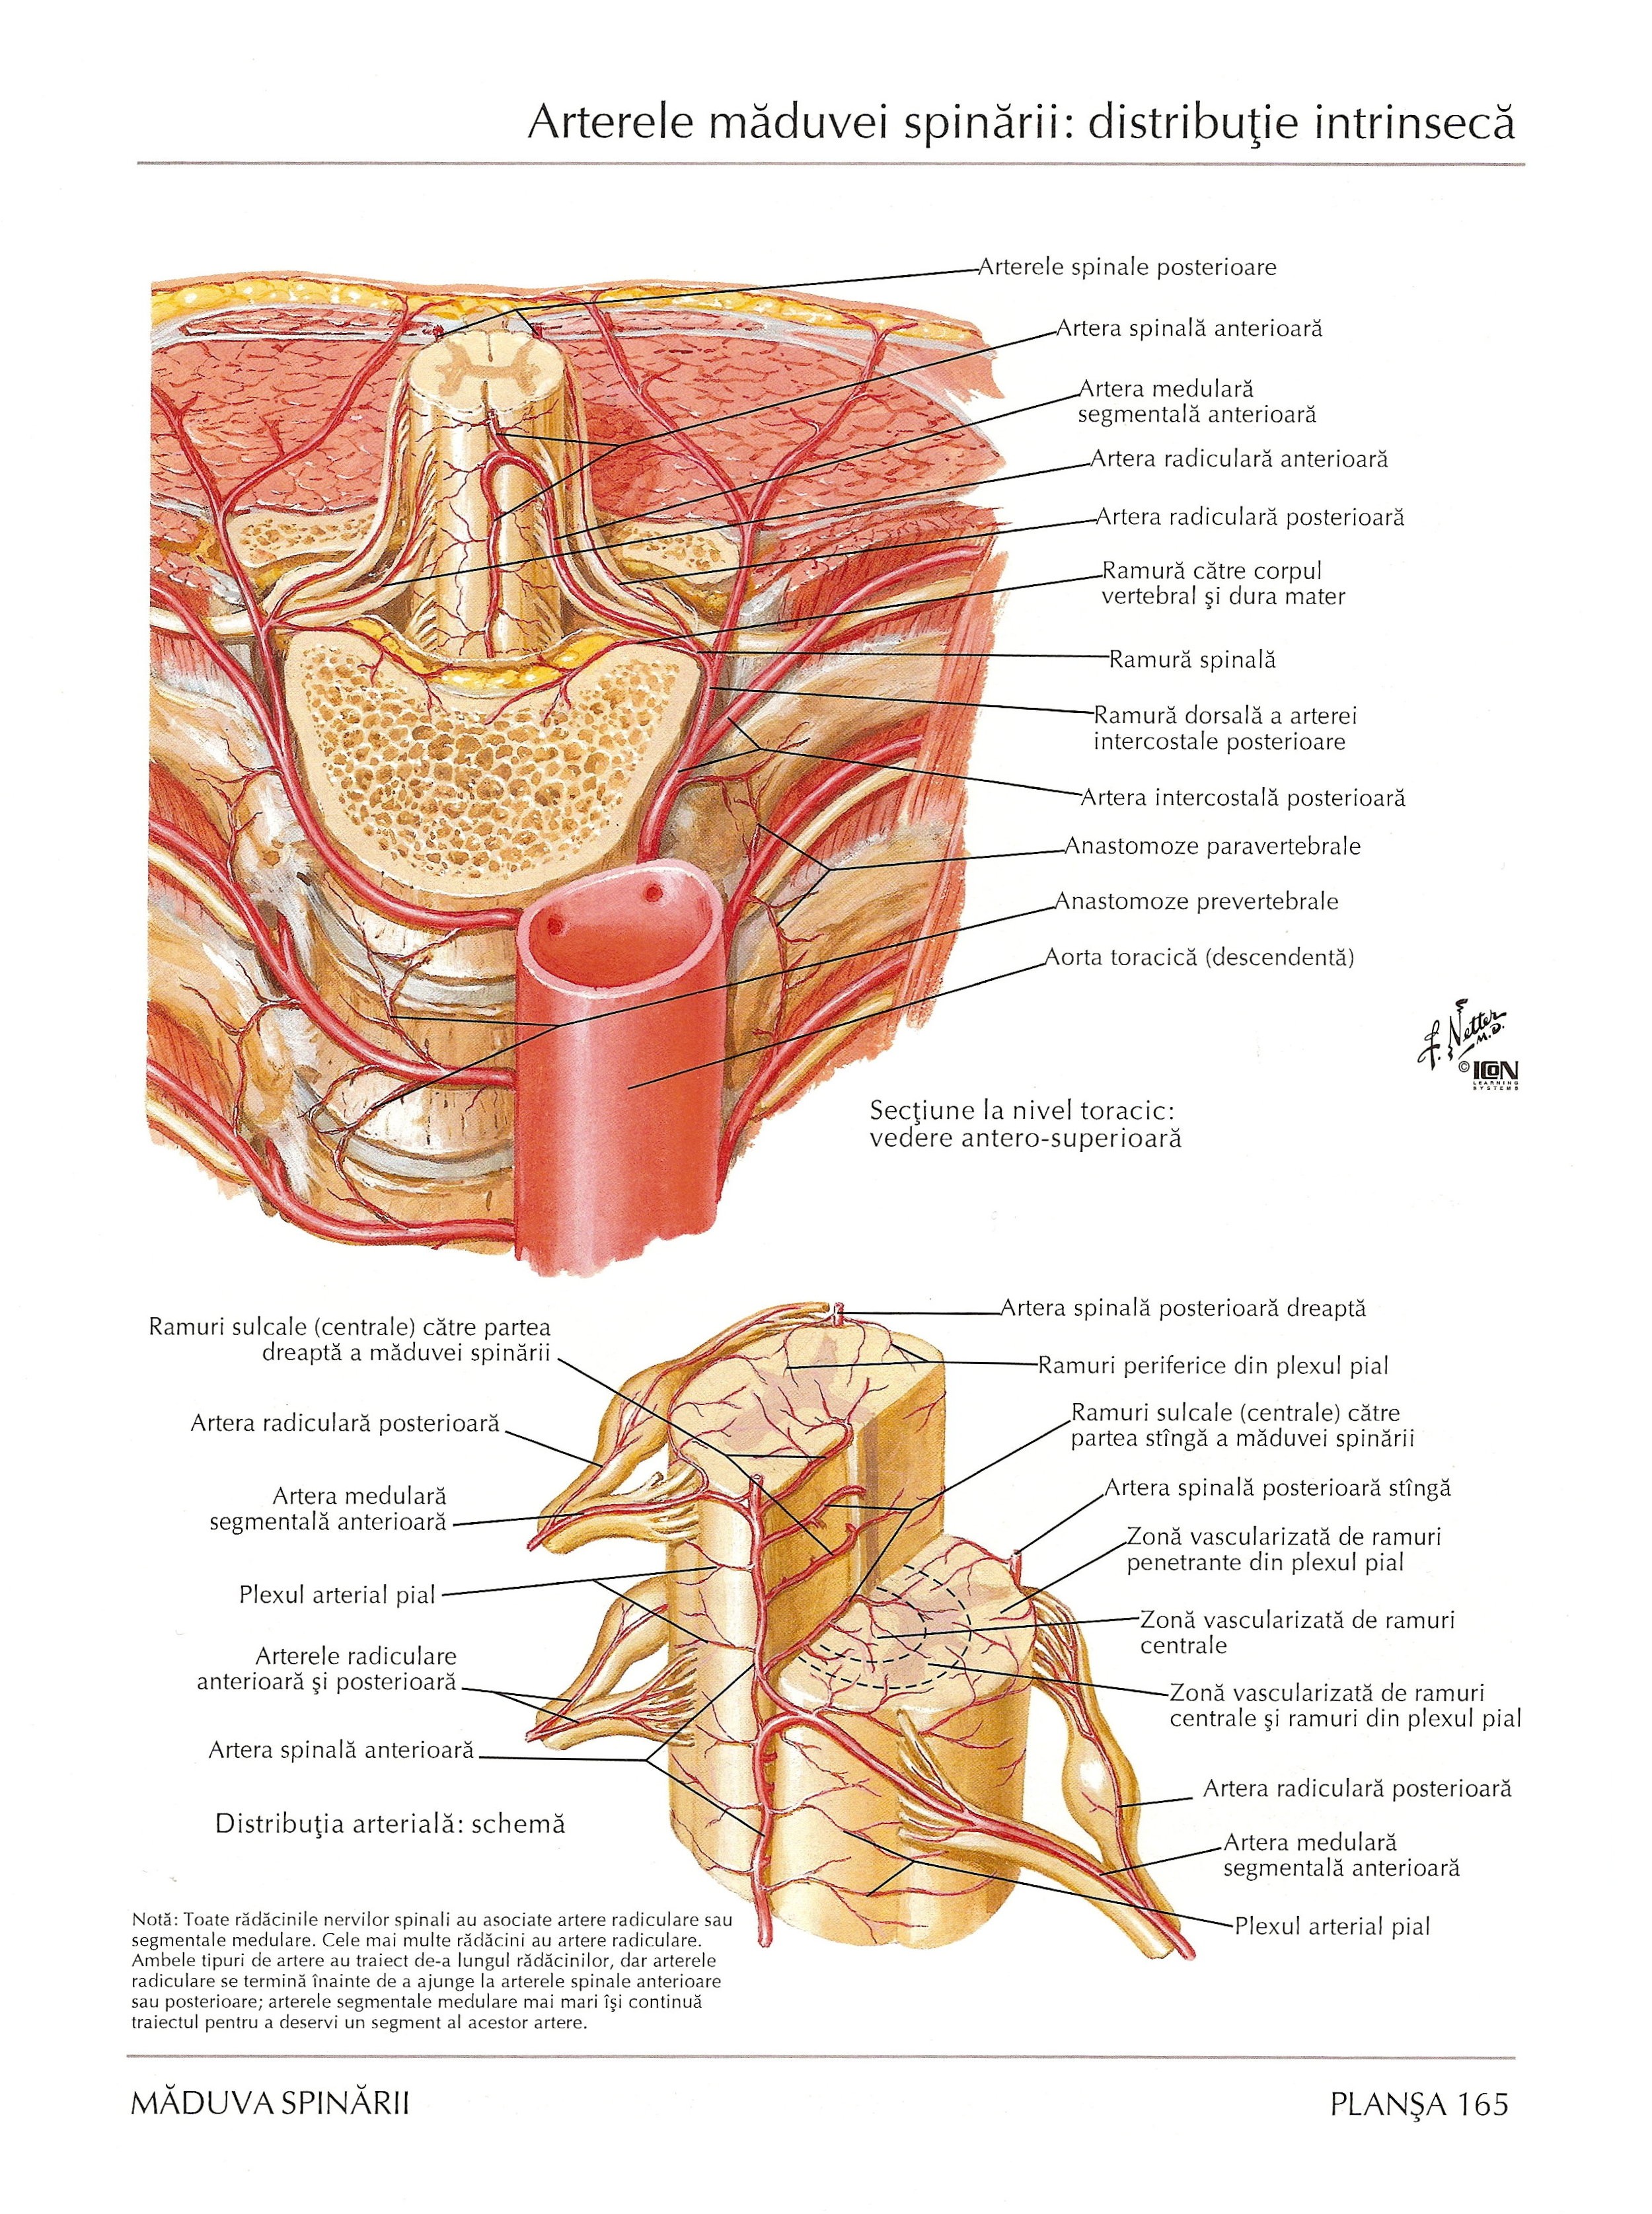 Arterele măduvei spinării: distribuţie intrinsecă
Arterele spinale posterioare
Artera spinală anterioară
Artera medulară
segmentală anterioară
Artera radiculară anterioară
Artera radiculară posterioară
Ramură către corpul
vertebral şi dura mater
Ramură spinală
Ramură dorsală a arterei
intercostale posterioare
Artera intercostală posterioară
Anastomoze paravertebrale
Anastomoze prevertebrale
Aorta toracică (descendentă)
F. Netter
M.D.
© ICON
LEARNING
SYSTEMS
Secţiune la nivel toracic:
vedere antero-superioară
Ramuri sulcale (centrale) către partea
dreaptă a măduvei spinării
Artera radiculară posterioară
Artera medulară
segmentală anterioară
Plexul arterial pial
Arterele radiculare
anterioară şi posterioară
Artera spinală anterioară
Distribuţia arterială: schemă
Artera spinală posterioară dreaptă
Ramuri periferice din plexul pial
Ramuri sulcale (centrale) către
partea stîngă a măduvei spinării
Artera spinală posterioară stîngă
Zonă vascularizată de ramuri
penetrante din plexul pial
Zonă vascularizată de ramuri
centrale
Zonă vascularizată de ramuri
centrale şi ramuri din plexul pial
Artera radiculară posterioară
Artera medulară
segmentală anterioară
Plexul arterial pial
Notă: Toate rădăcinile nervilor spinali au asociate artere radiculare sau
segmentale medulare. Cele mai multe rădăcini au artere radiculare.
Ambele tipuri de artere au traiect de-a lungul rădăcinilor, dar arterele
radiculare se termină înainte de a ajunge la arterele spinale anterioare
sau posterioare; arterele segmentale medulare mai mari îşi continuă
traiectul pentru a deservi un segment al acestor artere.
MĂDUVA SPINĂRII
PLANŞA 165